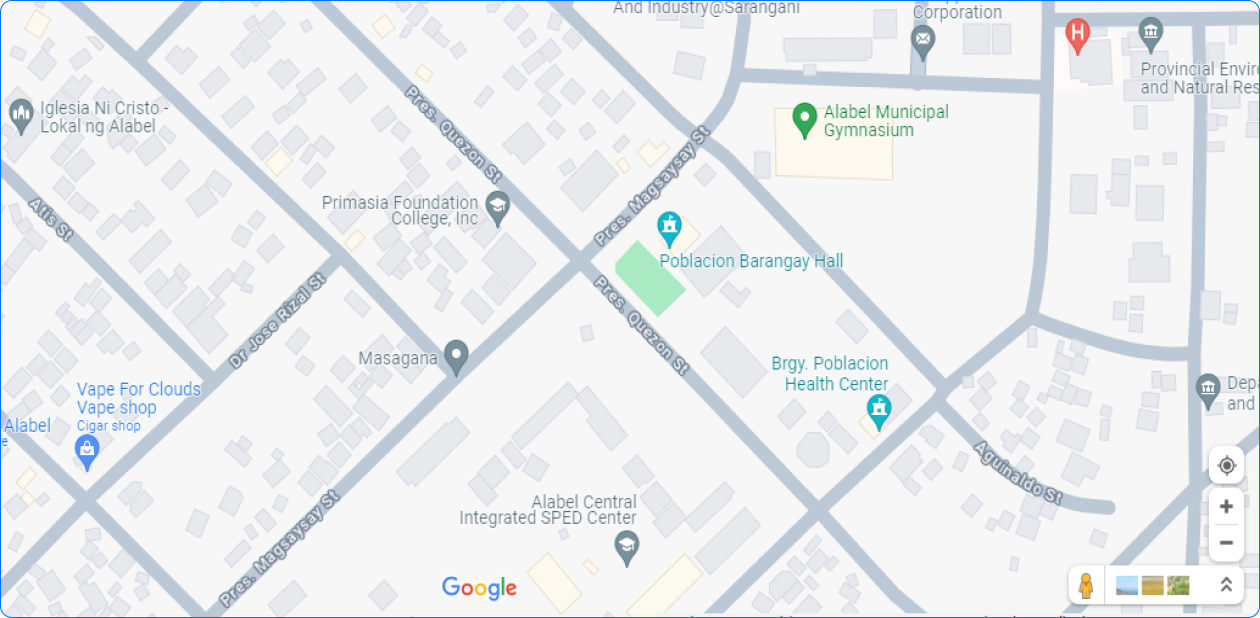 And Industry@Sarangani
Corporation
H
Provincial Envir
and Natural Res
Iglesia Ni Cristo -
Lokal ng Alabel
Pres. Quezon St
Alabel Municipal
Gymnasium
Pres. Magsaysay St
Primasia Foundation
College, Inc
Atis St
Poblacion Barangay Hall
Dr Jose Rizal St
Pres. Quezon St
Masagana
Brgy. Poblacion
Health Center
Vape For Clouds
Vape shop
Cigar shop
Alabel
e
Depa
and
Aguinaldo St
Alabel Central
Integrated SPED Center
Pres. Magsaysay St
Google